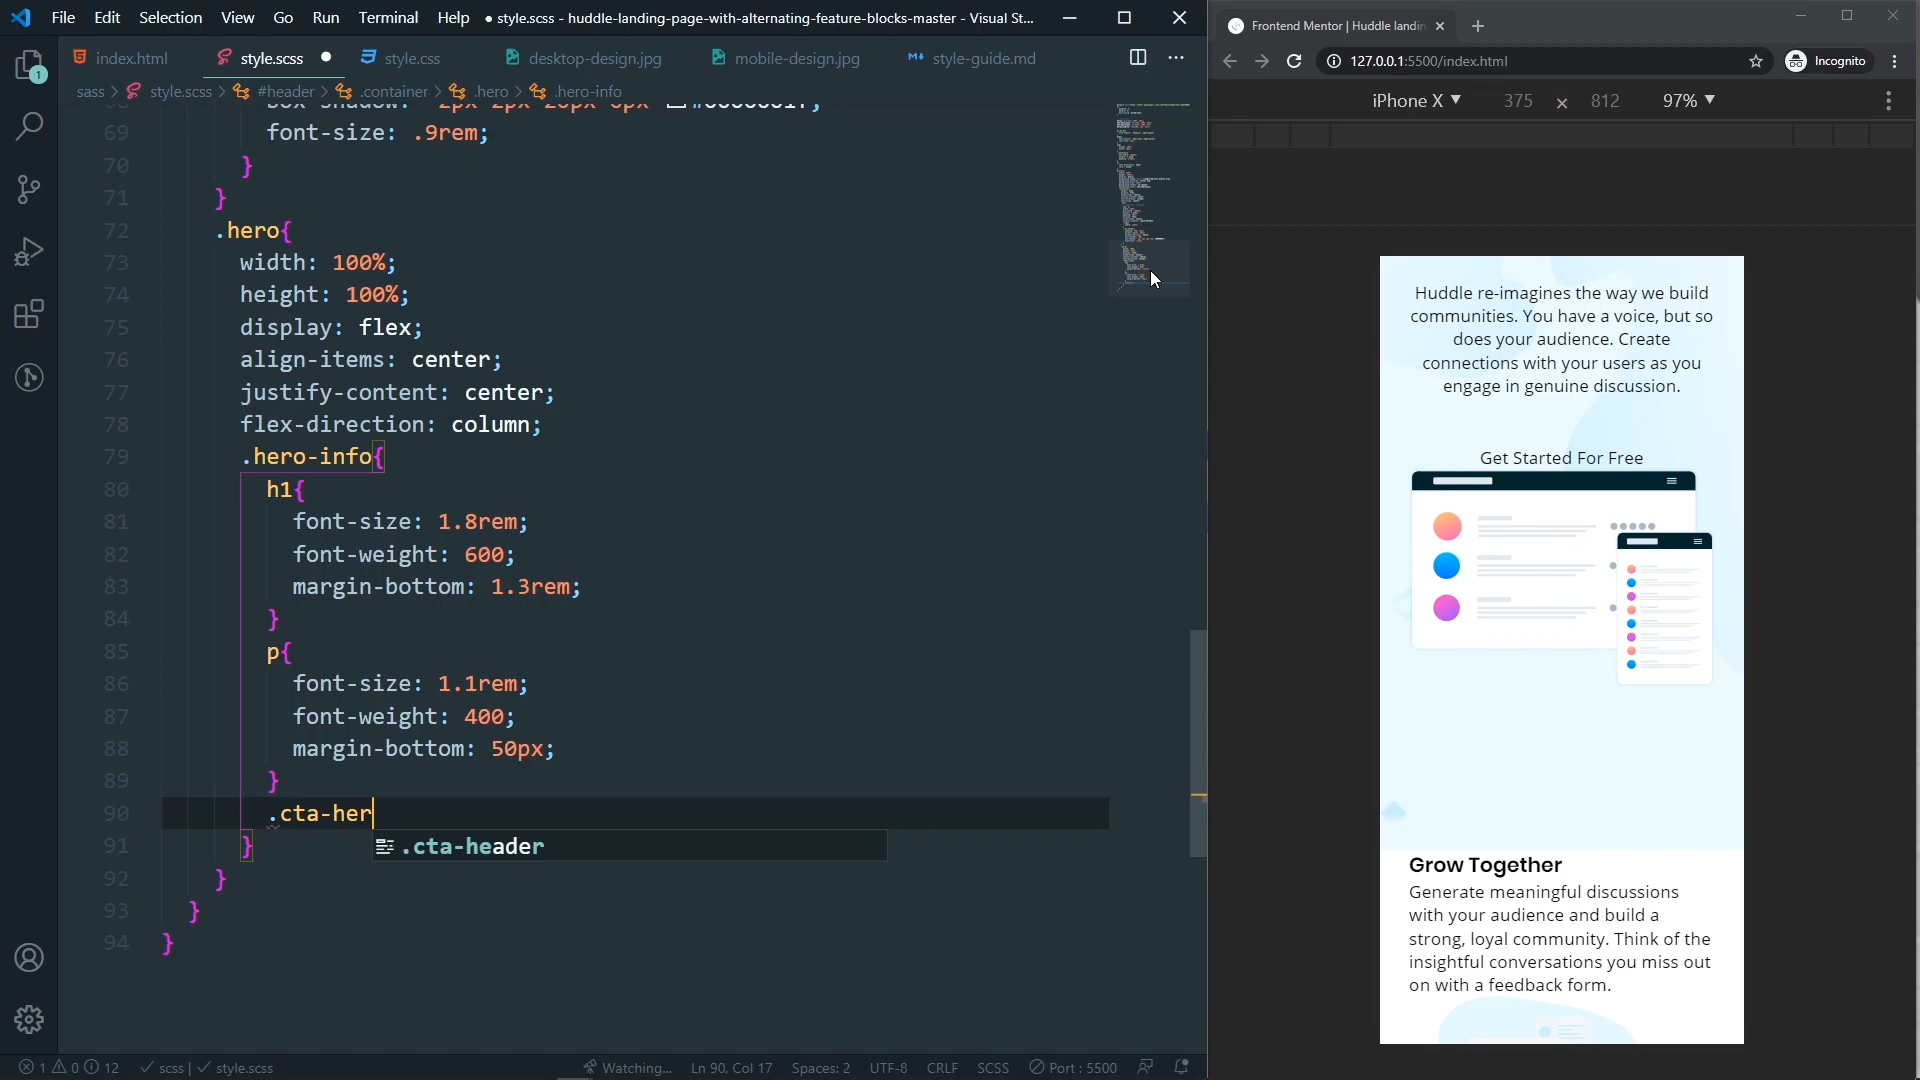 File Edit Selection View Go Run Terminal Help ● style.scss - huddle-landing-page-with-alternating-feature-blocks-master - Visual St...
index.html style.scss style.css desktop-design.jpg mobile-design.jpg style-guide.md
sass > style.scss > #header > .container > .hero > .hero-info
69 font-size: .9rem;
70 }
71 }
72 .hero{
73 width: 100%;
74 height: 100%;
75 display: flex;
76 align-items: center;
77 justify-content: center;
78 flex-direction: column;
79 .hero-info{
80 h1{
81 font-size: 1.8rem;
82 font-weight: 600;
83 margin-bottom: 1.3rem;
84 }
85 p{
86 font-size: 1.1rem;
87 font-weight: 400;
88 margin-bottom: 50px;
89 }
90 .cta-her
91 }
.cta-header
92 }
93 }
94 }
1 0 12 scss | style.scss Watching... Ln 90, Col 17 Spaces: 2 UTF-8 CRLF SCSS Port : 5500
1
Frontend Mentor | Huddle landin
127.0.0.1:5500/index.html Incognito
iPhone X 375 × 812 97%
Huddle re-imagines the way we build
communities. You have a voice, but so
does your audience. Create
connections with your users as you
engage in genuine discussion.
Get Started For Free
Grow Together
Generate meaningful discussions
with your audience and build a
strong, loyal community. Think of the
insightful conversations you miss out
on with a feedback form.